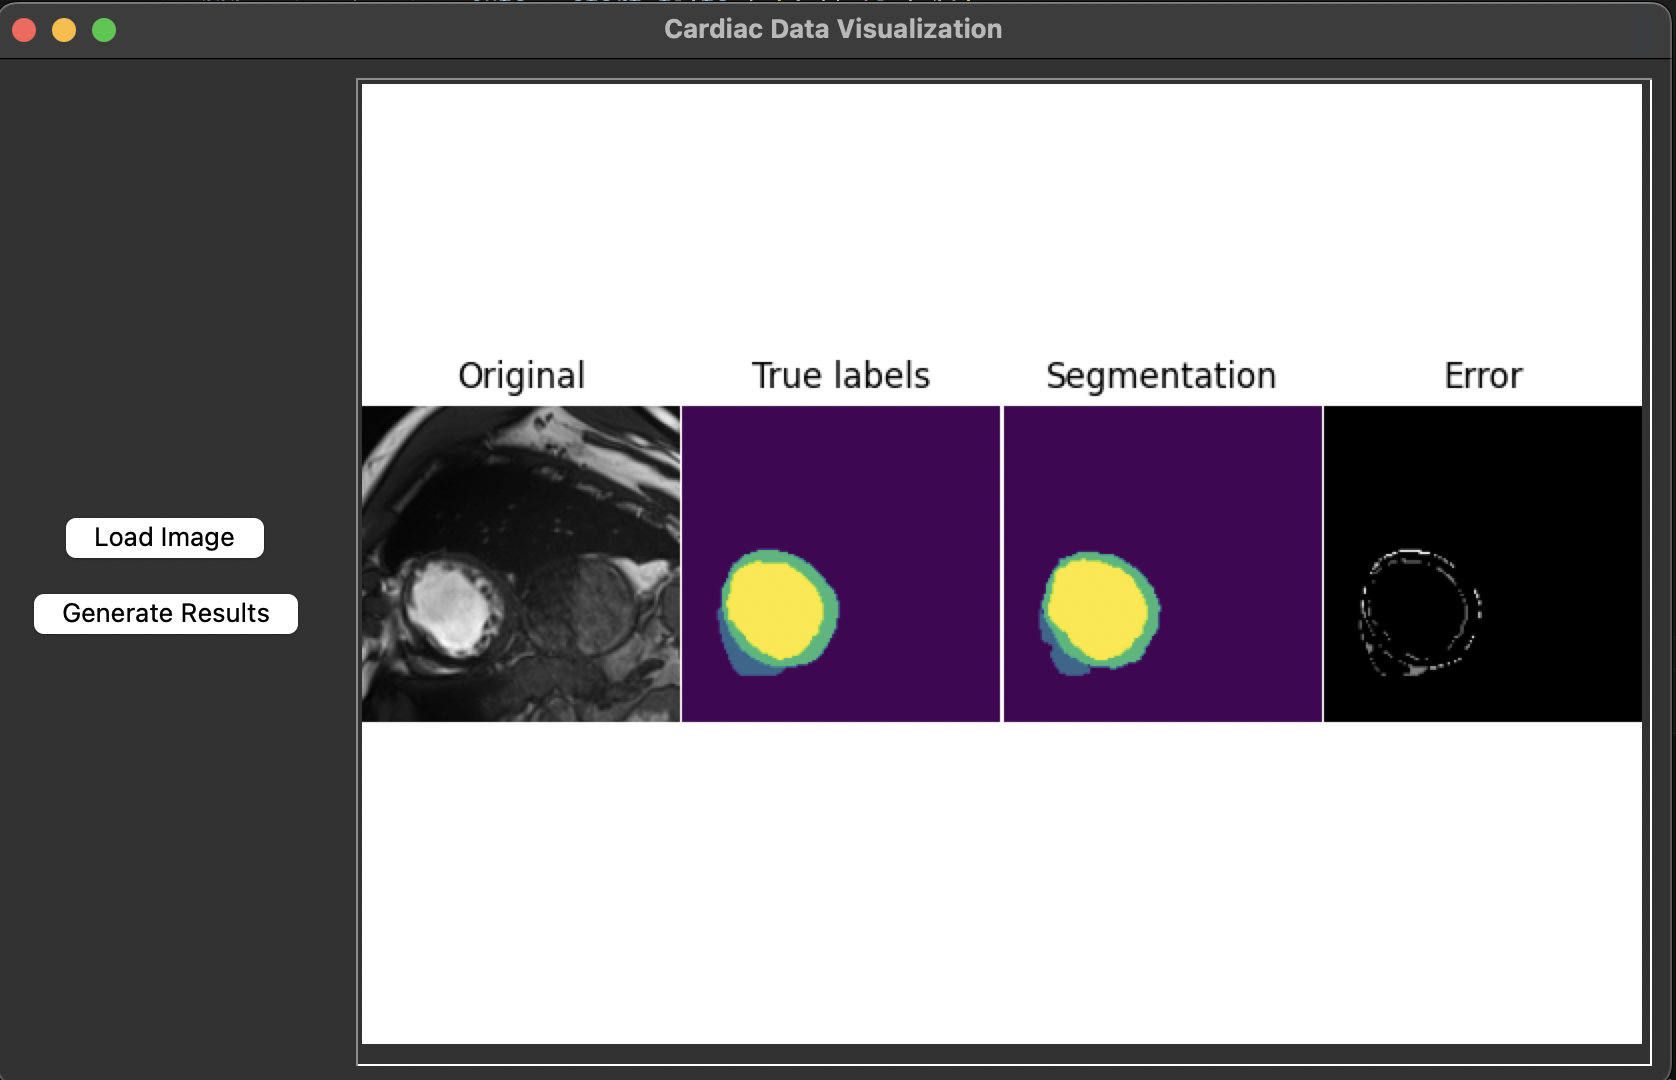 Cardiac Data Visualization
Load Image
Generate Results
Original
True labels
Segmentation
Error